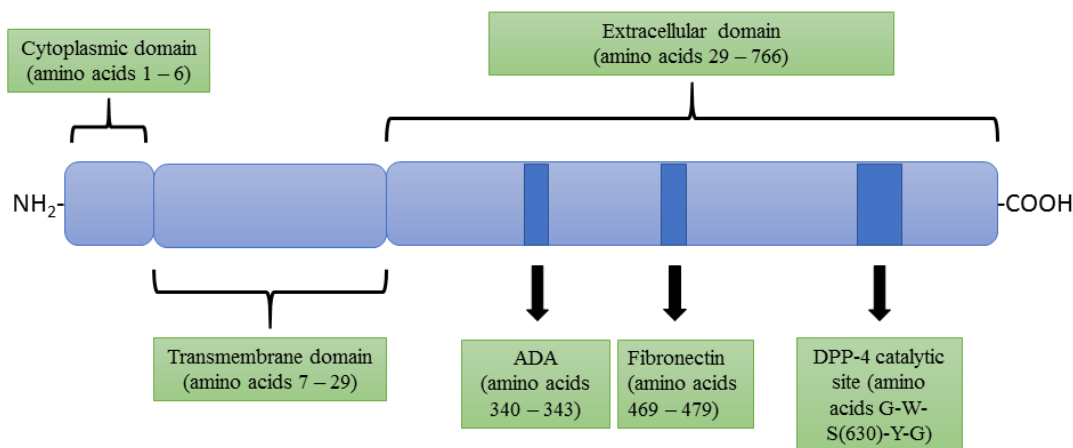 Cytoplasmic domain
(amino acids 1 – 6)
Extracellular domain
(amino acids 29 – 766)
NH2-
-COOH
Transmembrane domain
(amino acids 7 – 29)
ADA
(amino acids
340 – 343)
Fibronectin
(amino acids
469 – 479)
DPP-4 catalytic
site (amino
acids G-W-
S(630)-Y-G)